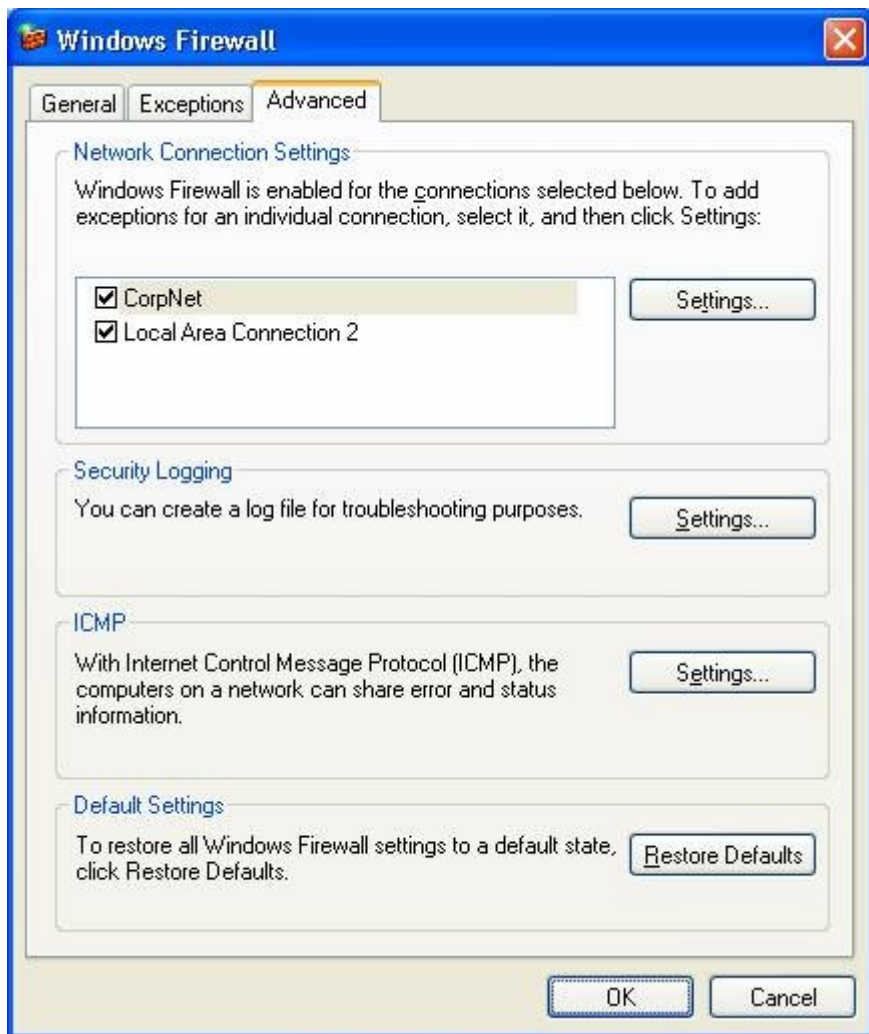 Windows Firewall
General
Exceptions
Advanced
Network Connection Settings
Windows Firewall is enabled for the connections selected below. To add
exceptions for an individual connection, select it, and then click Settings:
CorpNet
Settings...
Local Area Connection 2
Security Logging
You can create a log file for troubleshooting purposes.
Settings...
ICMP
With Internet Control Message Protocol (ICMP), the
computers on a network can share error and status
information.
Settings...
Default Settings
To restore all Windows Firewall settings to a default state,
click Restore Defaults.
Restore Defaults
OK
Cancel